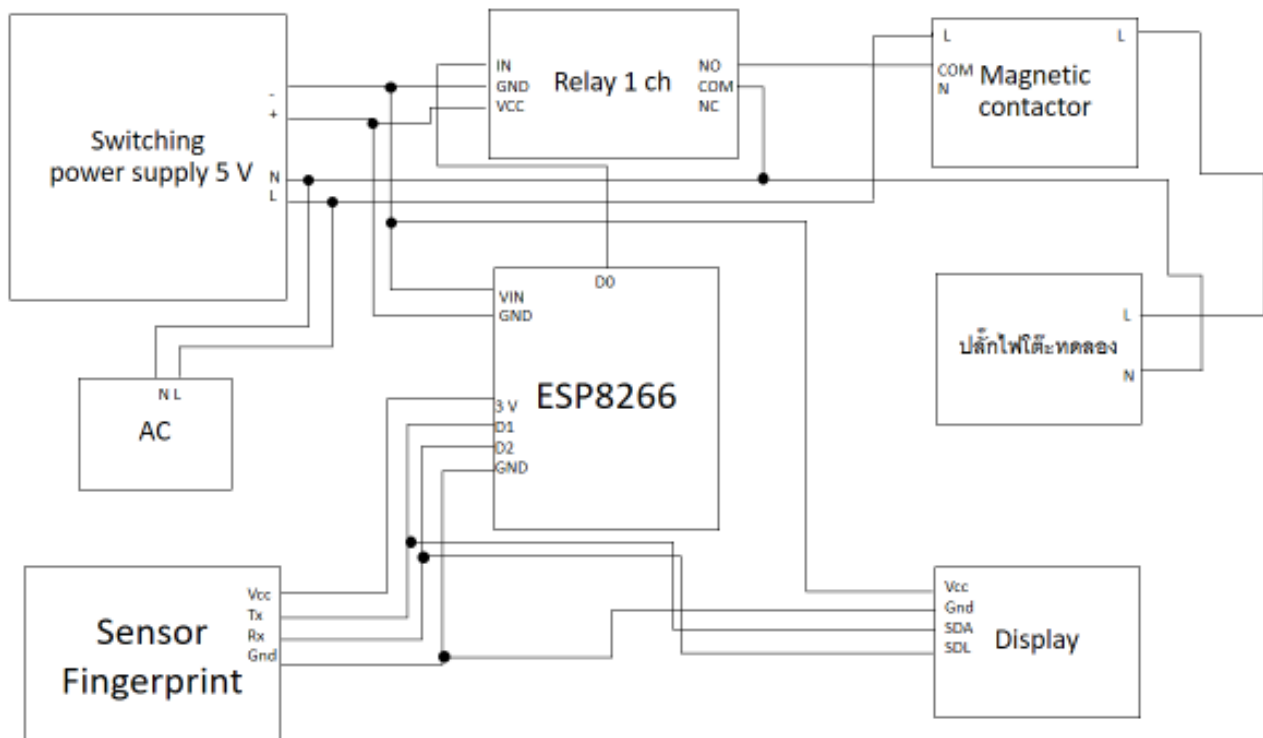 Switching
power supply 5 V
-
+
N
L
IN
GND
VCC
Relay 1 ch
NO
COM
NC
L
L
COM
N
Magnetic
contactor
D0
VIN
GND
ESP8266
3 V
D1
D2
GND
L
ปลั๊กไฟโต๊ะทดลอง
N
N L
AC
Vcc
Tx
Rx
Gnd
Sensor
Fingerprint
Vcc
Gnd
SDA
SDL
Display